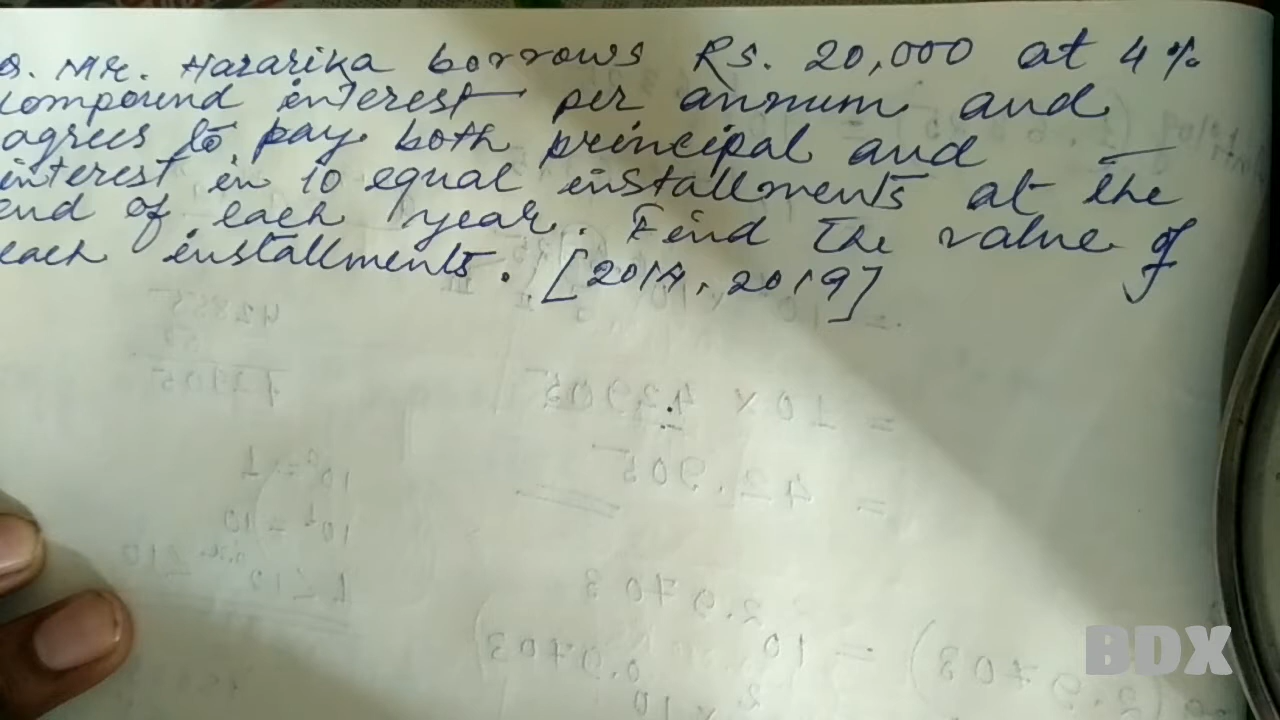 Q. Mr. Hazarika borrows Rs. 20,000 at 4%
compound interest per annum and
agrees to pay both principal and
interest in 10 equal installments at the
end of each year. Find the value of
each installments. [2014, 2019]
BDX